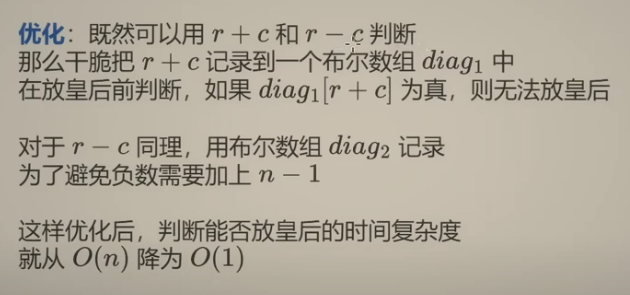 优化：既然可以用 r + c 和 r − c 判断
那么干脆把 r + c 记录到一个布尔数组 diag₁ 中
在放皇后前判断，如果 diag₁[r + c] 为真，则无法放皇后
对于 r − c 同理，用布尔数组 diag₂ 记录
为了避免负数需要加上 n − 1
这样优化后，判断能否放皇后的时间复杂度
就从 O(n) 降为 O(1)